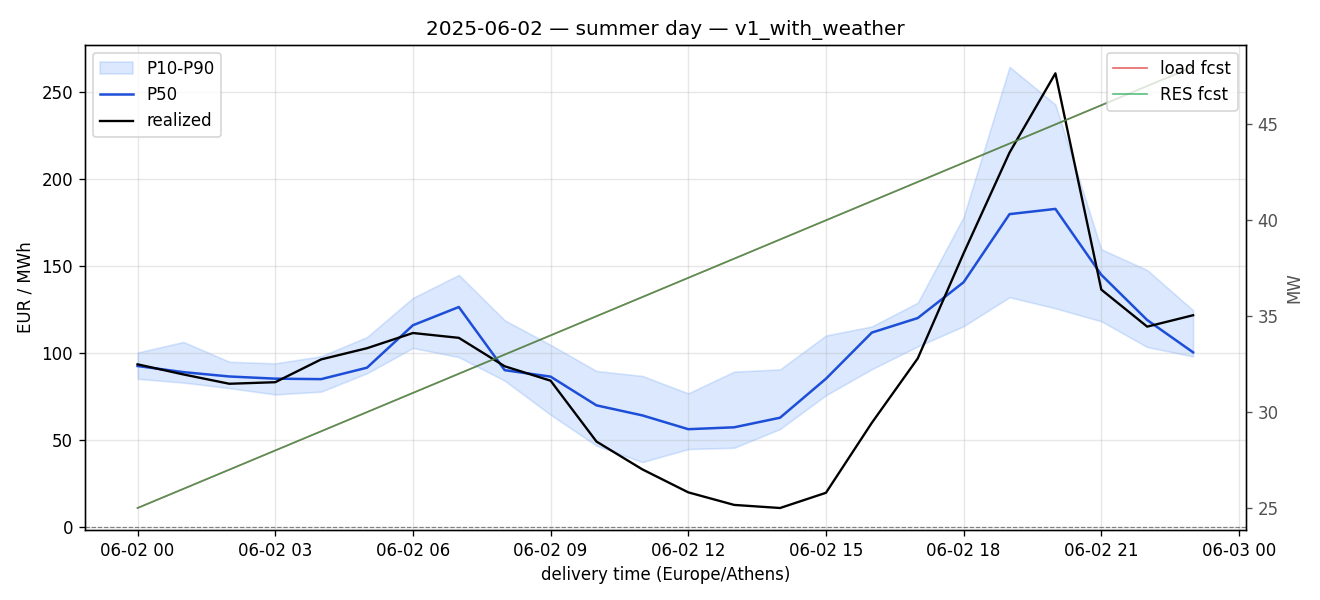 2025-06-02 — summer day — v1_with_weather
P10-P90
P50
realized
load fcst
RES fcst
EUR / MWh
250
200
150
100
50
0
MW
45
40
35
30
25
06-02 00
06-02 03
06-02 06
06-02 09
06-02 12
06-02 15
06-02 18
06-02 21
06-03 00
delivery time (Europe/Athens)